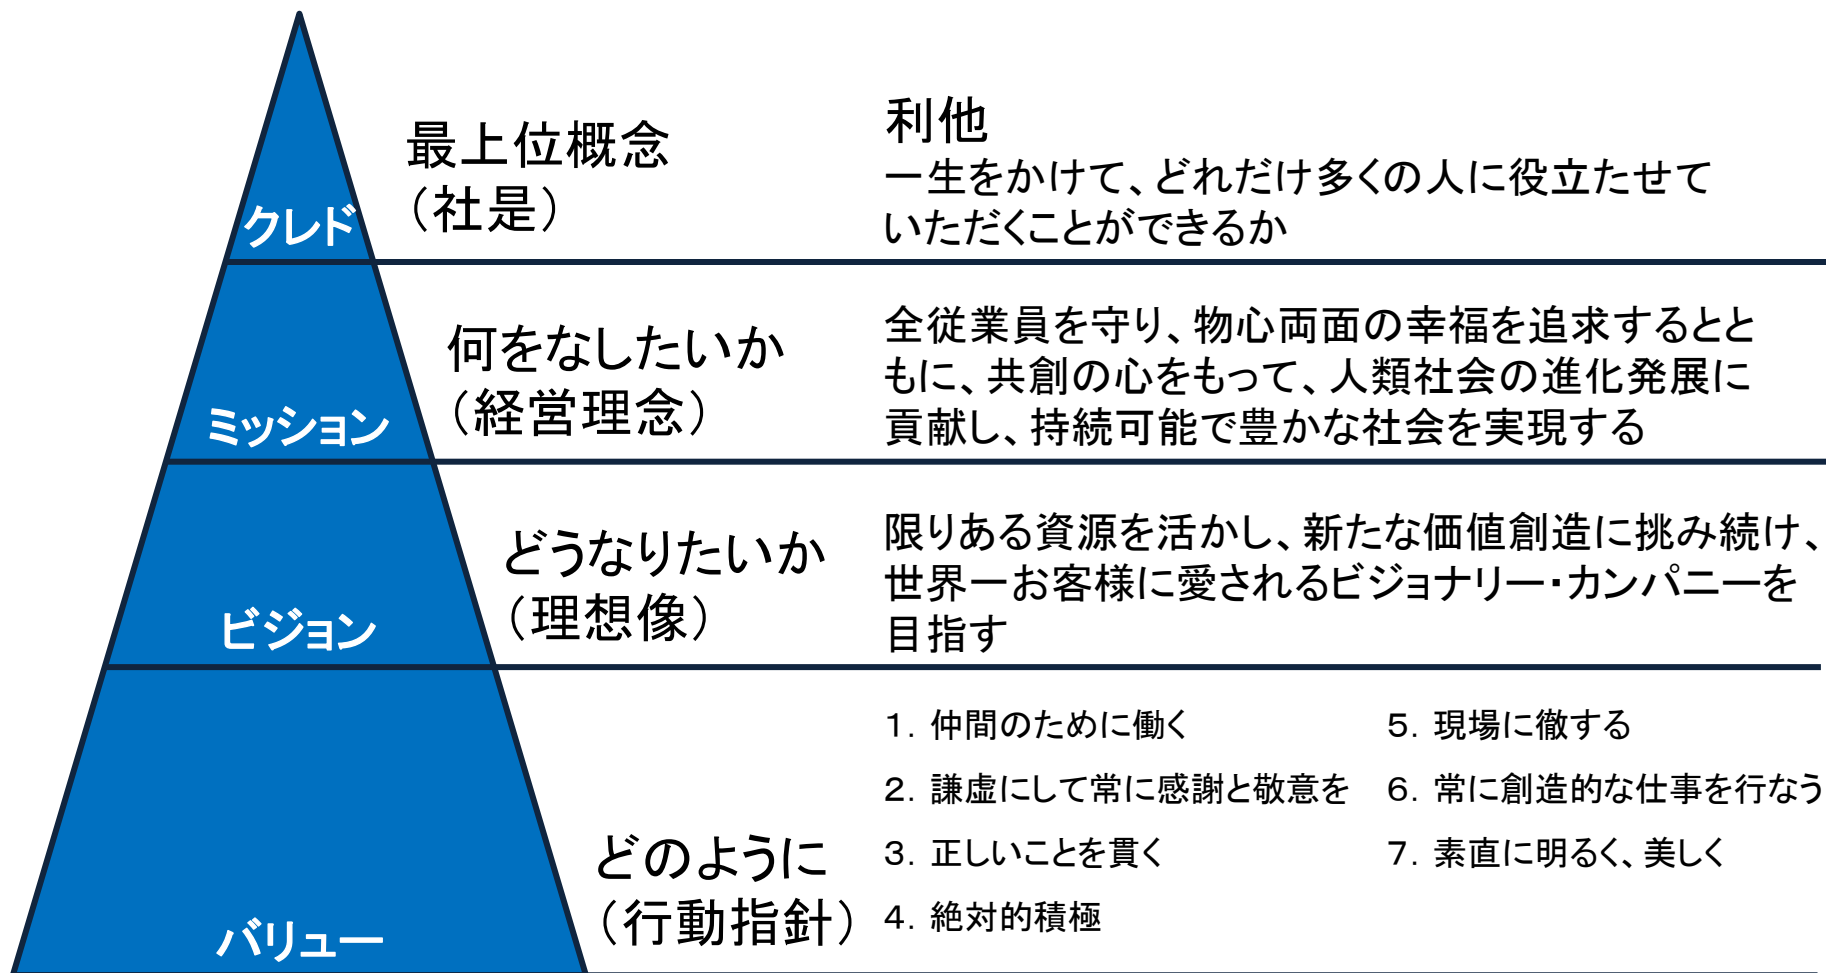 クレド
最上位概念
（社是）
利他
一生をかけて、どれだけ多くの人に役立たせて
いただくことができるか
ミッション
何をなしたいか
（経営理念）
全従業員を守り、物心両面の幸福を追求するとと
もに、共創の心をもって、人類社会の進化発展に
貢献し、持続可能で豊かな社会を実現する
ビジョン
どうなりたいか
（理想像）
限りある資源を活かし、新たな価値創造に挑み続け、
世界一お客様に愛されるビジョナリー・カンパニーを
目指す
バリュー
どのように
（行動指針）
1. 仲間のために働く
2. 謙虚にして常に感謝と敬意を
3. 正しいことを貫く
4. 絶対的積極
5. 現場に徹する
6. 常に創造的な仕事を行なう
7. 素直に明るく、美しく